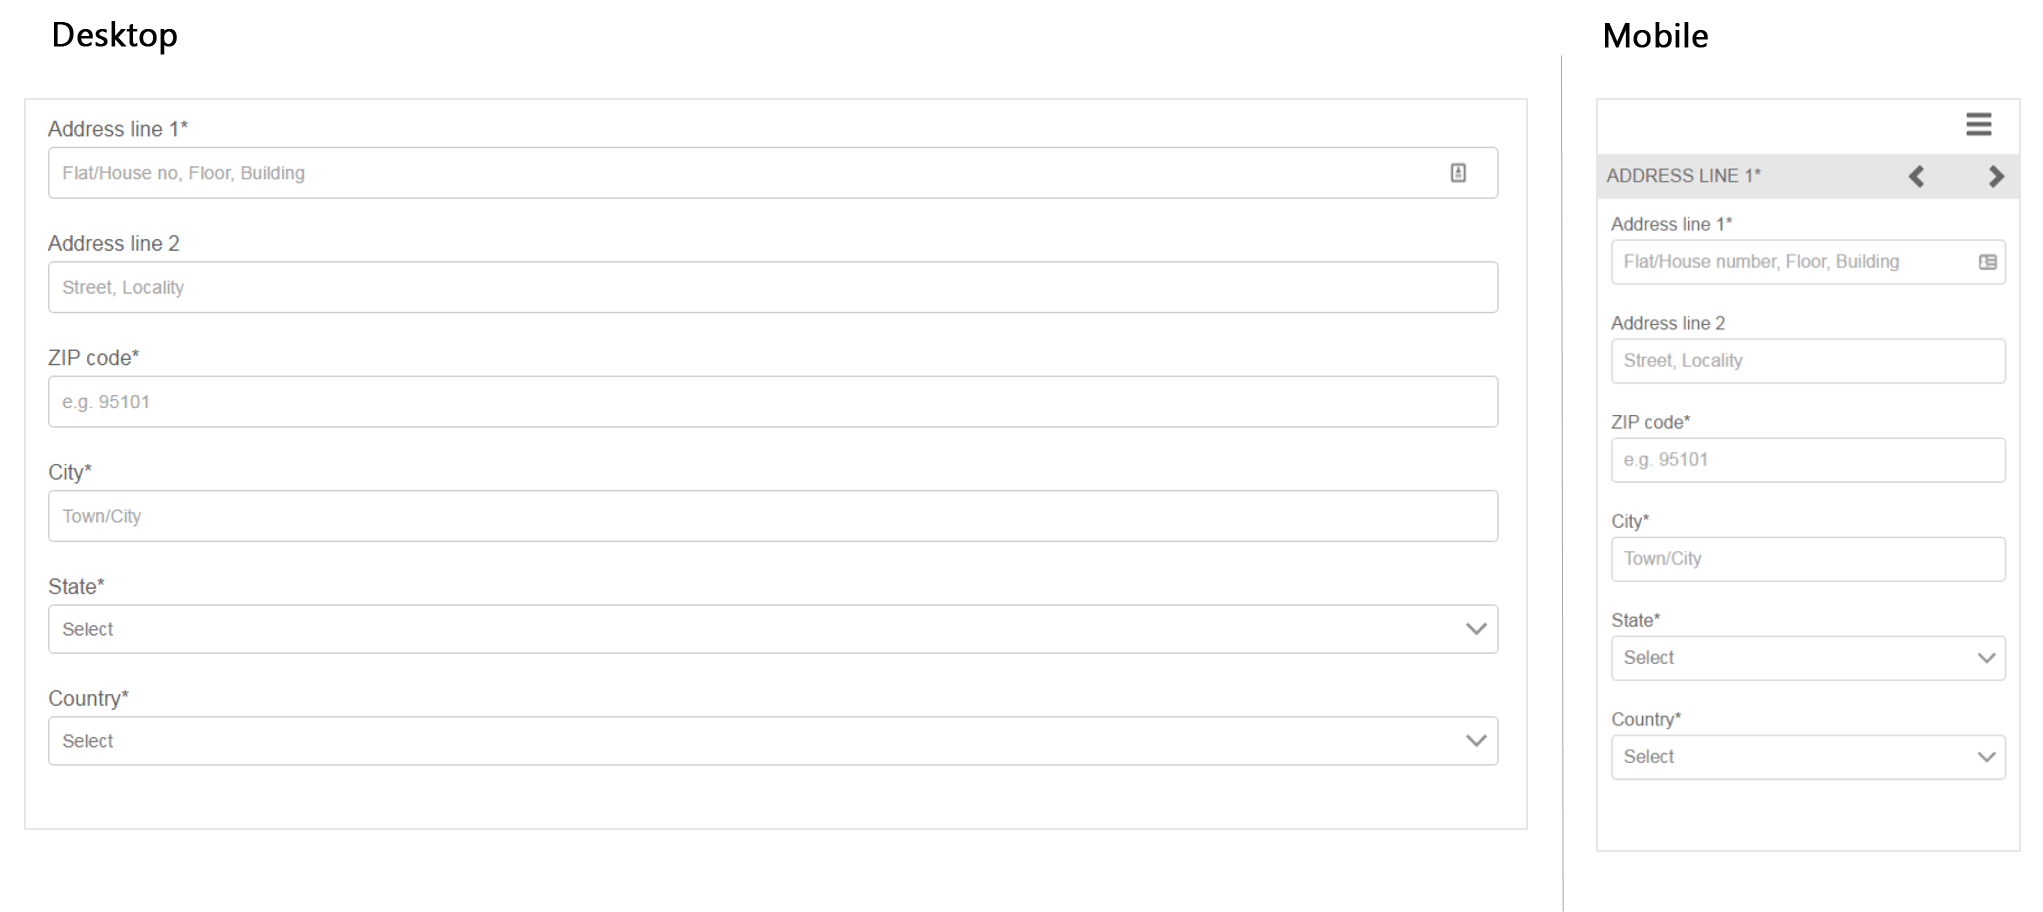 Desktop
Address line 1*
Flat/House no, Floor, Building
Address line 2
Street, Locality
ZIP code*
e.g. 95101
City*
Town/City
State*
Select
Country*
Select
Mobile
ADDRESS LINE 1*
Address line 1*
Flat/House number, Floor, Building
Address line 2
Street, Locality
ZIP code*
e.g. 95101
City*
Town/City
State*
Select
Country*
Select